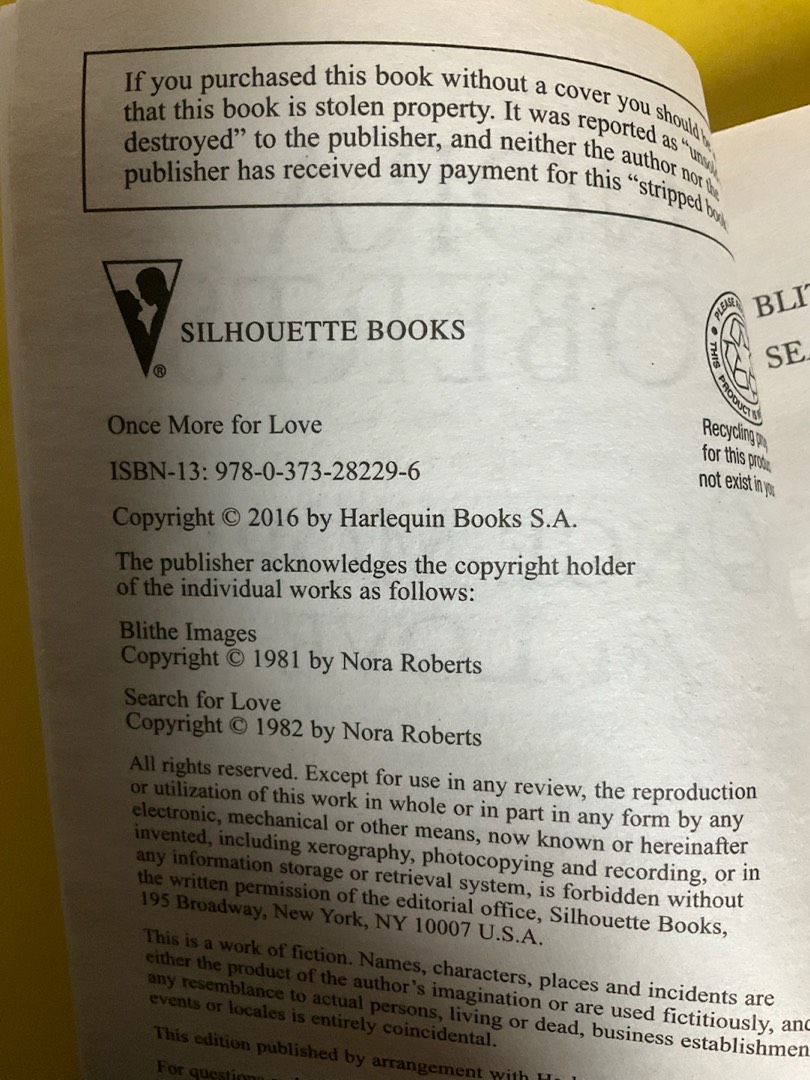 If you purchased this book without a cover you should
that this book is stolen property. It was reported as
destroyed” to the publisher, and neither the author nor the
publisher has received any payment for this “stripped
SILHOUETTE BOOKS
®
Once More for Love
ISBN-13: 978-0-373-28229-6
Copyright © 2016 by Harlequin Books S.A.
The publisher acknowledges the copyright holder
of the individual works as follows:
Blithe Images
Copyright © 1981 by Nora Roberts
Search for Love
Copyright © 1982 by Nora Roberts
All rights reserved. Except for use in any review, the reproduction
or utilization of this work in whole or in part in any form by any
electronic, mechanical or other means, now known or hereinafter
invented, including xerography, photocopying and recording, or in
any information storage or retrieval system, is forbidden without
the written permission of the editorial office, Silhouette Books,
195 Broadway, New York, NY 10007 U.S.A.
This is a work of fiction. Names, characters, places and incidents are
either the product of the author’s imagination or are used fictitiously, and
any resemblance to actual persons, living or dead, business
events or locales is entirely coincidental.
This edition published by arrangement with
For
PLEASE
THIS PRODUCT
Recycling
for this
not exist in